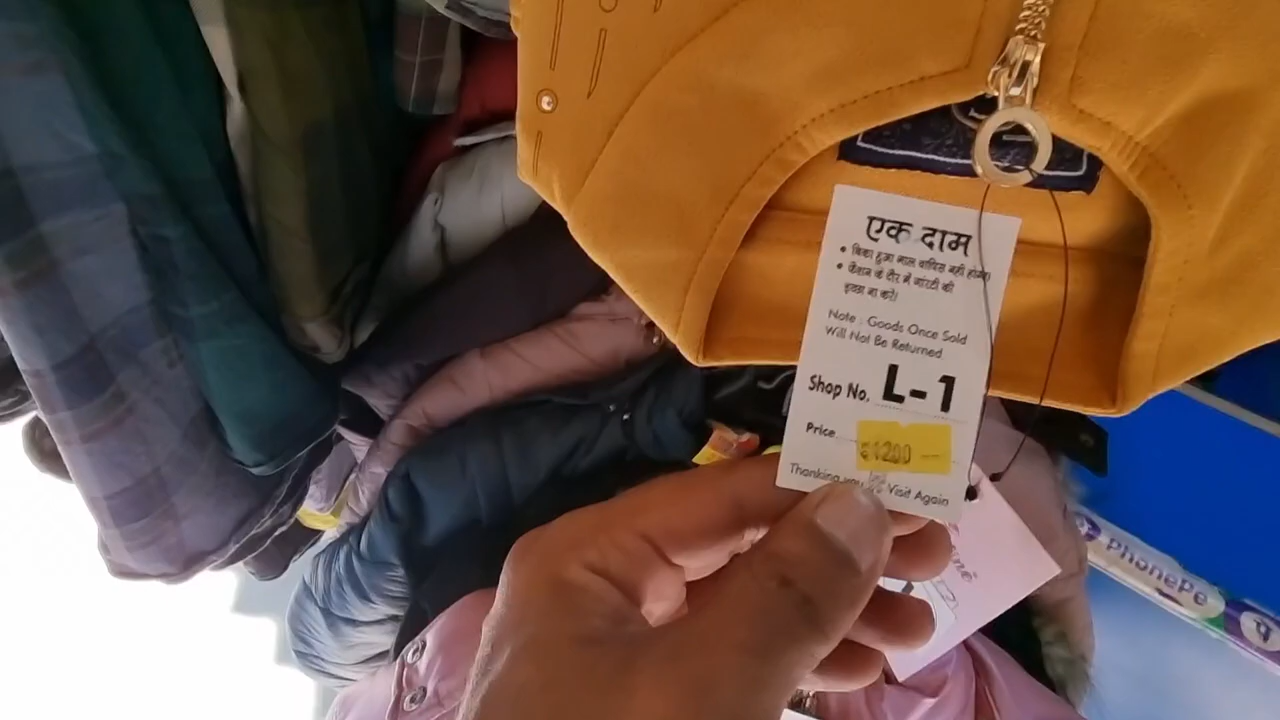 एक दाम
• बिका हुआ माल वापिस नही होगा।
• फैशन के दौर में गारंटी की
इच्छा ना करें।
Note : Goods Once Sold
Will Not Be Returned
Shop No. L-1
Price 1200
Thanking you Visit Again
PhonePe
पे